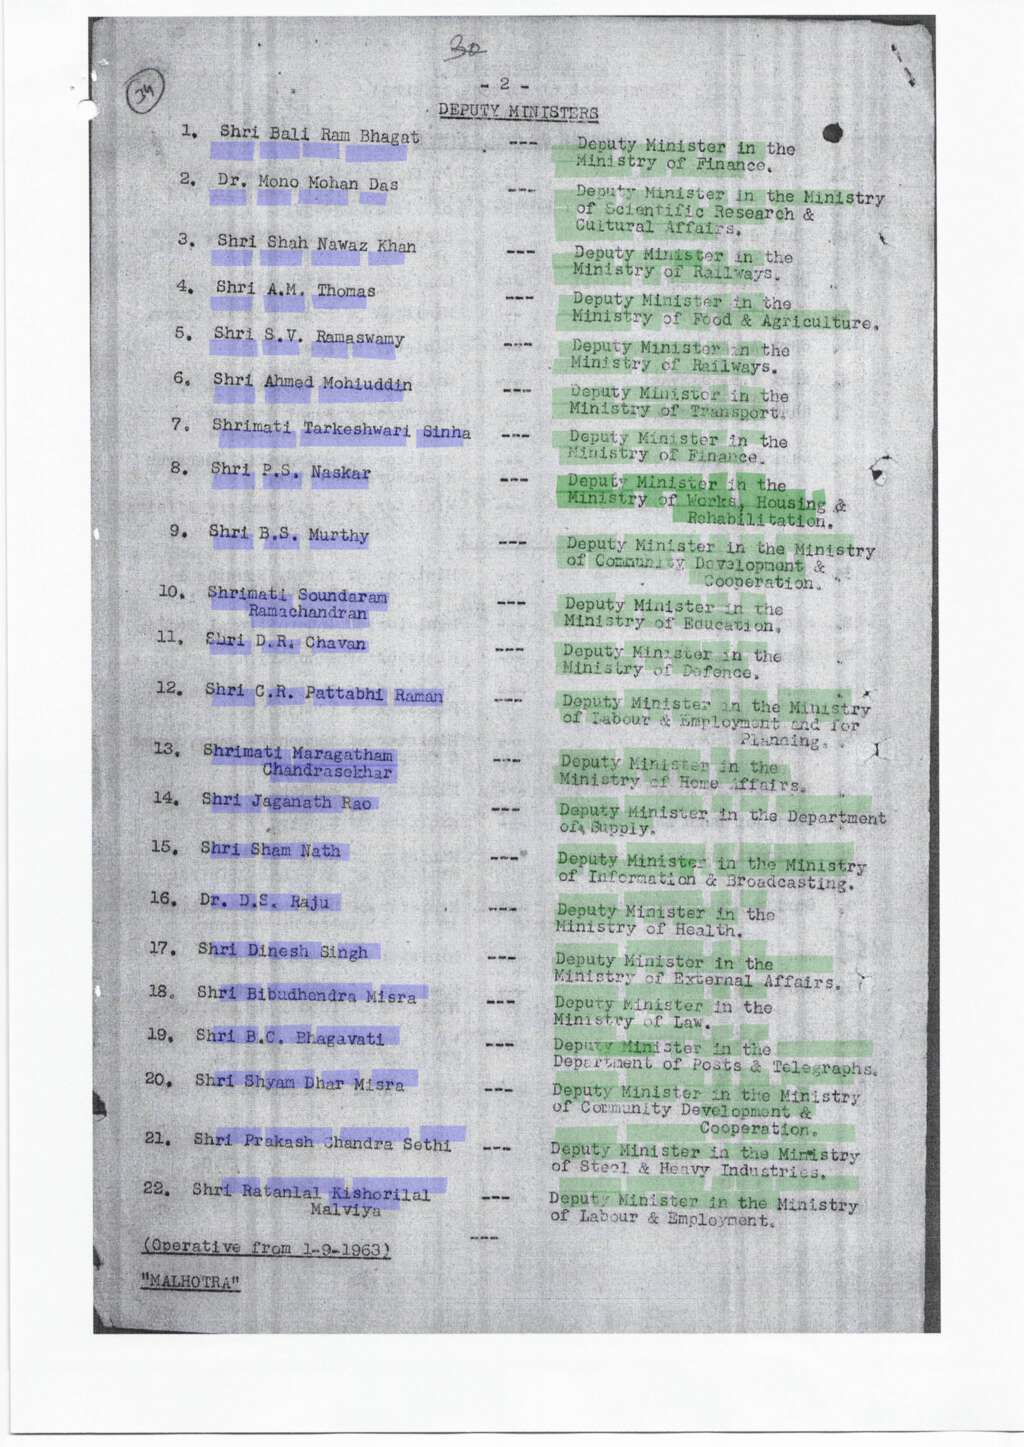 30
34
- 2 -
DEPUTY MINISTERS
1. Shri Bali Ram Bhagat --- Deputy Minister in the
Ministry of Finance.
2. Dr. Mono Mohan Das --- Deputy Minister in the Ministry
of Scientific Research &
Cultural Affairs.
3. Shri Shah Nawaz Khan --- Deputy Minister in the
Ministry of Railways.
4. Shri A.M. Thomas --- Deputy Minister in the
Ministry of Food & Agriculture.
5. Shri S.V. Ramaswamy --- Deputy Minister in the
Ministry of Railways.
6. Shri Ahmed Mohiuddin --- Deputy Minister in the
Ministry of Transport.
7. Shrimati Tarkeshwari Sinha --- Deputy Minister in the
Ministry of Finance.
8. Shri P.S. Naskar --- Deputy Minister in the
Ministry of Works, Housing &
Rehabilitation.
9. Shri B.S. Murthy --- Deputy Minister in the Ministry
of Community Development &
Cooperation.
10. Shrimati Soundaram --- Deputy Minister in the
Ramachandran Ministry of Education.
11. Shri D.R. Chavan --- Deputy Minister in the
Ministry of Defence.
12. Shri C.R. Pattabhi Raman --- Deputy Minister in the Ministry
of Labour & Employment and for
Planning.
13. Shrimati Maragatham --- Deputy Minister in the
Chandrasekhar Ministry of Home Affairs.
14. Shri Jaganath Rao --- Deputy Minister in the Department
of Supply.
15. Shri Sham Nath --- Deputy Minister in the Ministry
of Information & Broadcasting.
16. Dr. D.S. Raju --- Deputy Minister in the
Ministry of Health.
17. Shri Dinesh Singh --- Deputy Minister in the
Ministry of External Affairs.
18. Shri Bibudhendra Misra --- Deputy Minister in the
Ministry of Law.
19. Shri B.C. Bhagavati --- Deputy Minister in the
Department of Posts & Telegraphs.
20. Shri Shyam Dhar Misra --- Deputy Minister in the Ministry
of Community Development &
Cooperation.
21. Shri Prakash Chandra Sethi --- Deputy Minister in the Ministry
of Steel & Heavy Industries.
22. Shri Ratanlal Kishorilal --- Deputy Minister in the Ministry
Malviya of Labour & Employment.
---
(Operative from 1-9-1963)
"MALHOTRA"